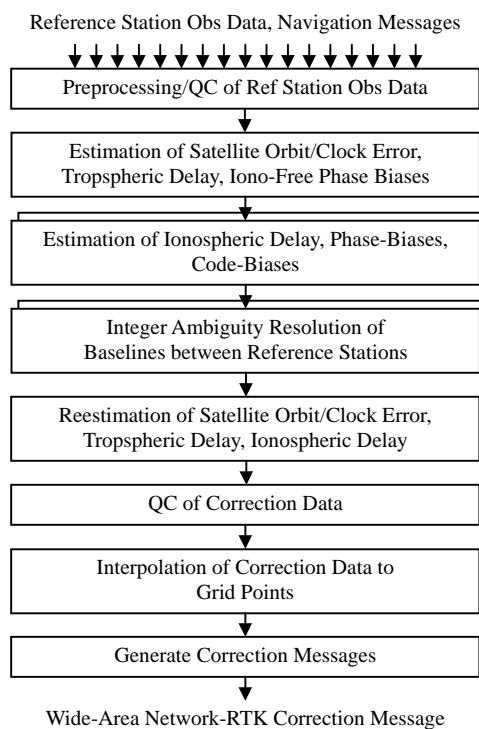 Reference Station Obs Data, Navigation Messages
Preprocessing/QC of Ref Station Obs Data
Estimation of Satellite Orbit/Clock Error,
Tropspheric Delay, Iono-Free Phase Biases
Estimation of Ionospheric Delay, Phase-Biases,
Code-Biases
Integer Ambiguity Resolution of
Baselines between Reference Stations
Reestimation of Satellite Orbit/Clock Error,
Tropspheric Delay, Ionospheric Delay
QC of Correction Data
Interpolation of Correction Data to
Grid Points
Generate Correction Messages
Wide-Area Network-RTK Correction Message